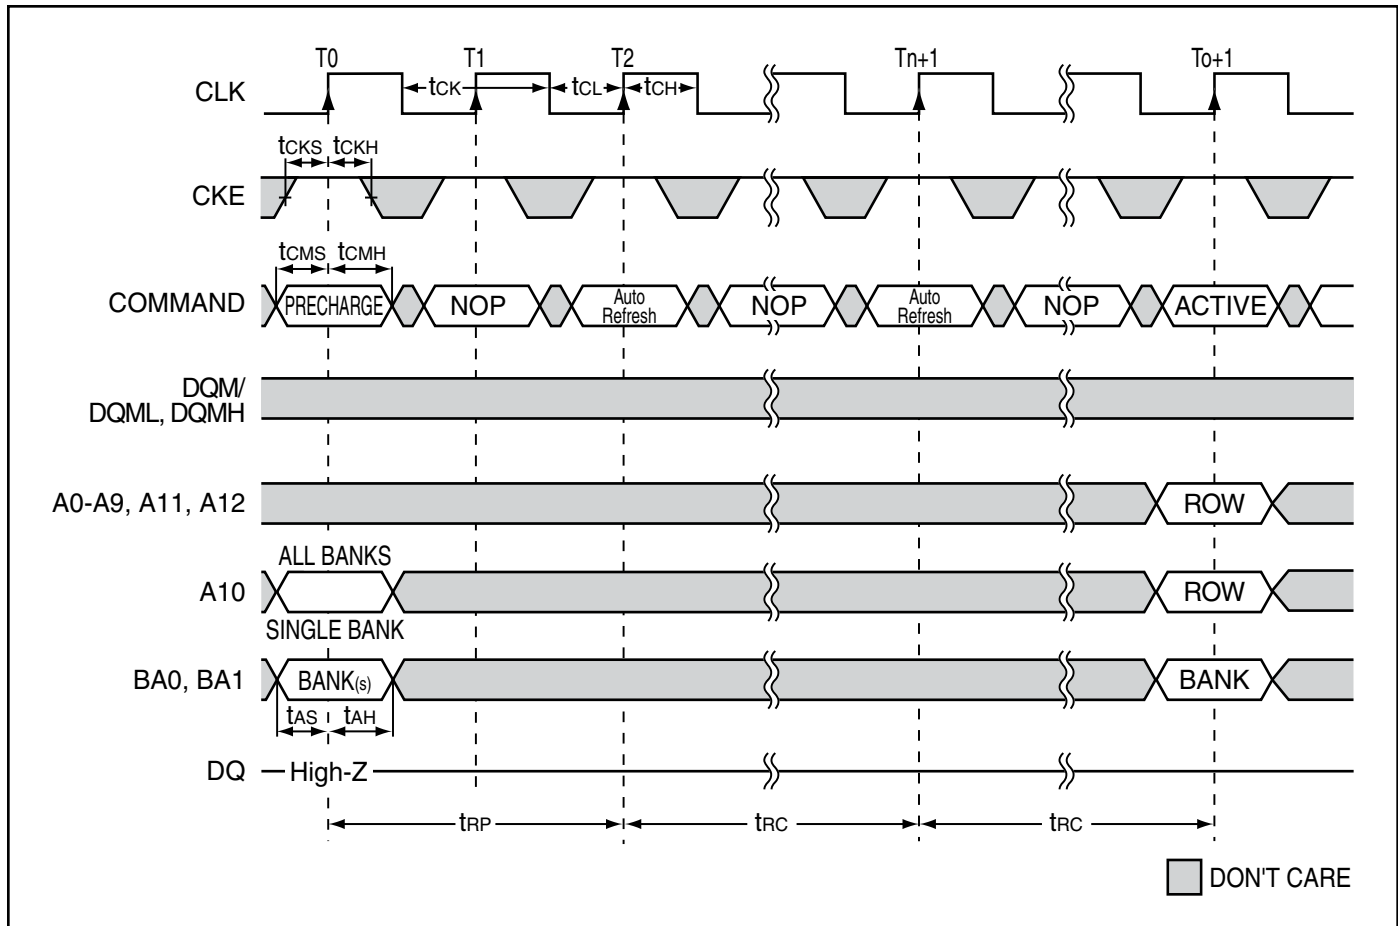 T0 T1 T2 Tn+1 To+1
CLK tCK tCL tCH
tCKS tCKH
CKE
tCMS tCMH
COMMAND PRECHARGE NOP Auto Refresh NOP Auto Refresh NOP ACTIVE
DQM/
DQML, DQMH
A0-A9, A11, A12 ROW
ALL BANKS
A10 ROW
SINGLE BANK
BA0, BA1 BANK(s) BANK
tAS tAH
DQ High-Z
tRP tRC tRC
DON'T CARE